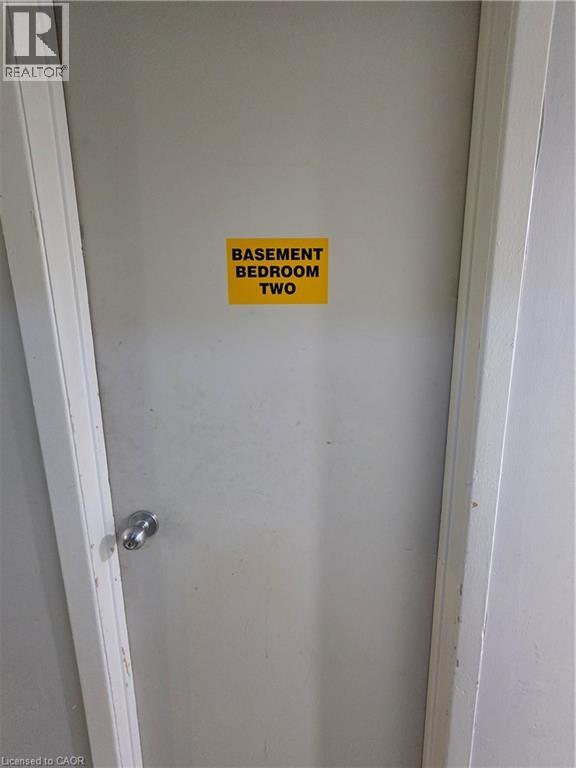 R
REALTOR®
BASEMENT
BEDROOM
TWO
Licensed to CAOR